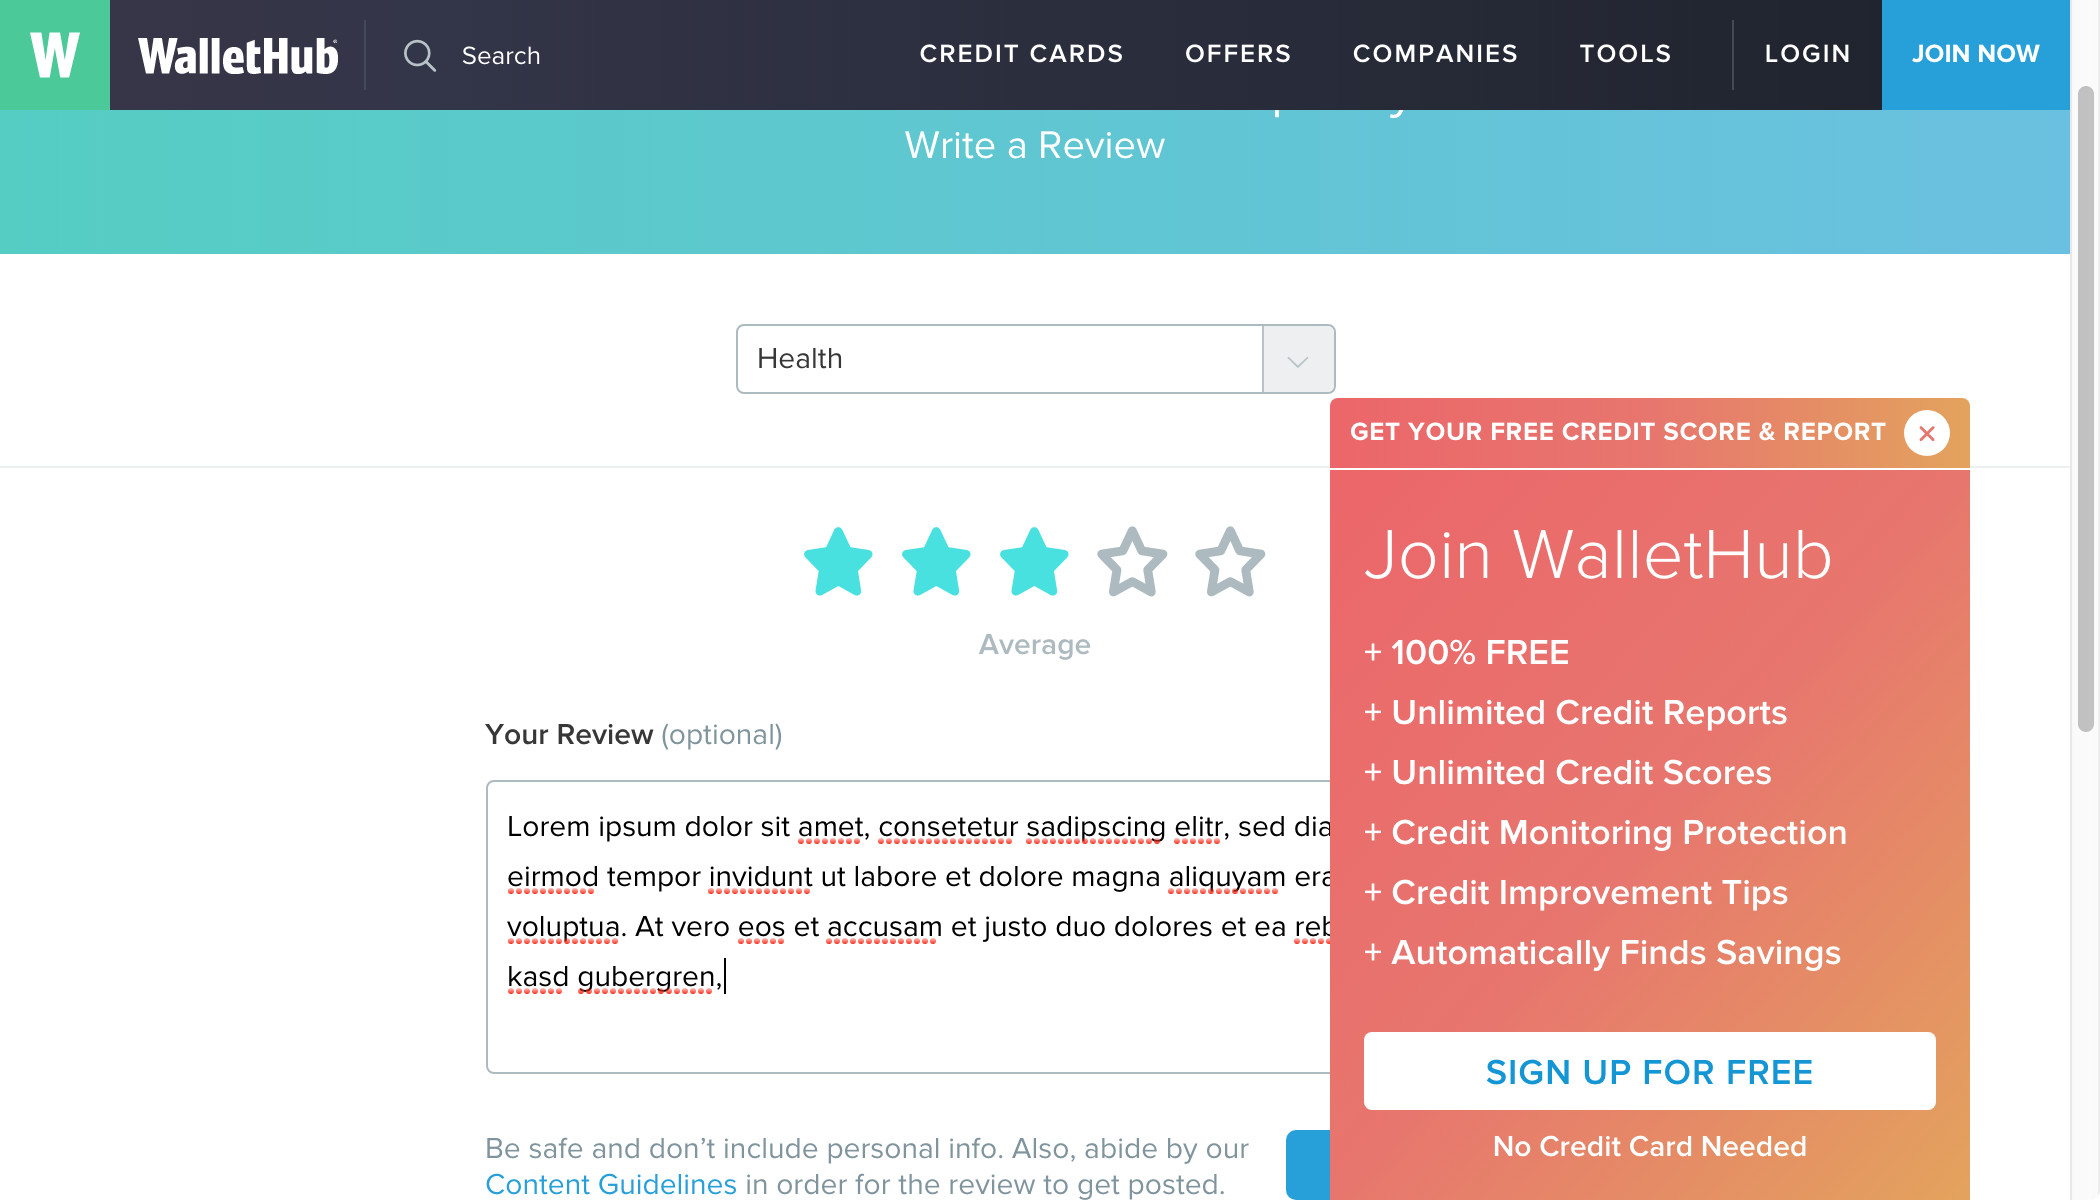 W WalletHub Search CREDIT CARDS OFFERS COMPANIES TOOLS LOGIN JOIN NOW
Write a Review
Health
GET YOUR FREE CREDIT SCORE & REPORT
Join WalletHub
Average
+ 100% FREE
+ Unlimited Credit Reports
+ Unlimited Credit Scores
+ Credit Monitoring Protection
+ Credit Improvement Tips
+ Automatically Finds Savings
SIGN UP FOR FREE
No Credit Card Needed
Your Review (optional)
Lorem ipsum dolor sit amet, consetetur sadipscing elitr, sed dia
eirmod tempor invidunt ut labore et dolore magna aliquyam era
voluptua. At vero eos et accusam et justo duo dolores et ea reb
kasd gubergren,
Be safe and don’t include personal info. Also, abide by our
Content Guidelines in order for the review to get posted.